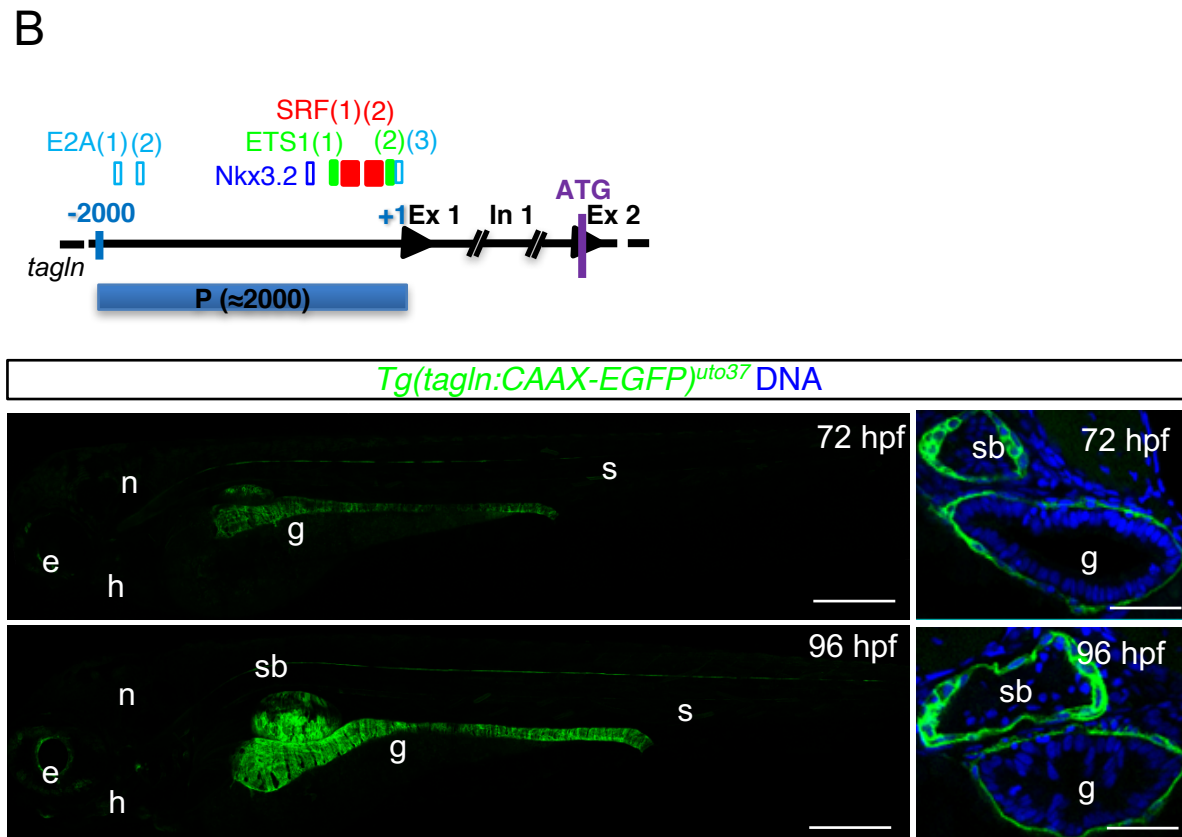 B
SRF(1)(2)
E2A(1) (2) ETS1(1) (2)(3)
Nkx3.2
ATG
-2000 +1 Ex 1 In 1 Ex 2
tagln
P (≈2000)
Tg(tagln:CAAX-EGFP)uto37 DNA
72 hpf
n
s
g
e
h
72 hpf
sb
g
96 hpf
sb
n
s
g
e
h
96 hpf
sb
g